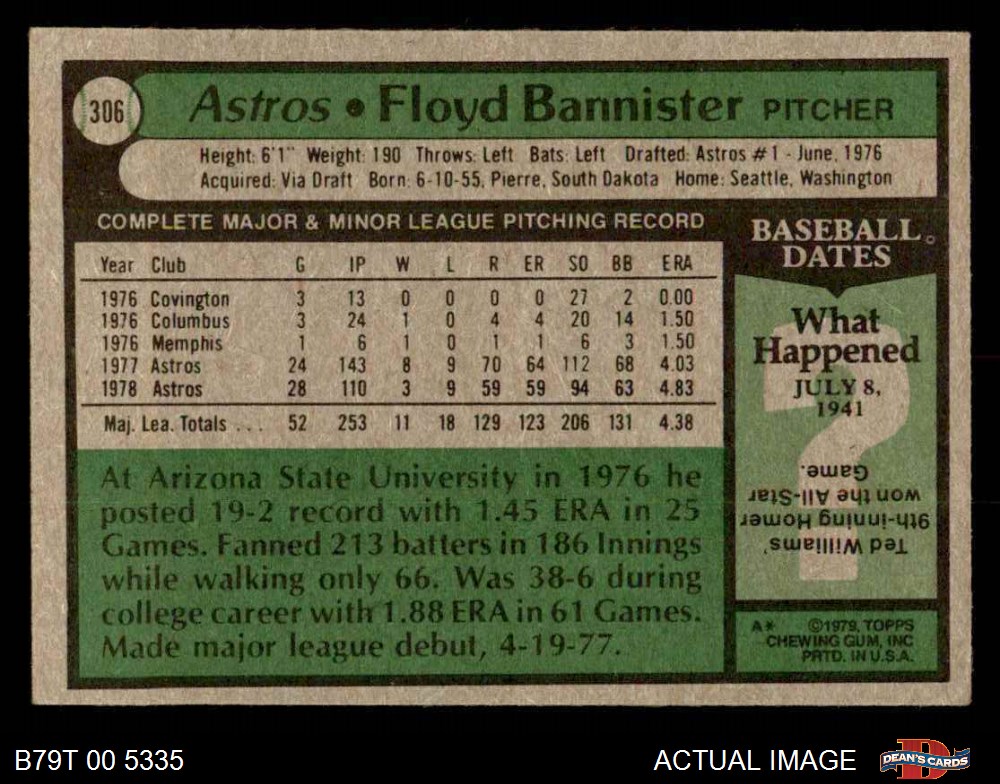 306
Astros • Floyd Bannister PITCHER
Height: 6'1" Weight: 190 Throws: Left Bats: Left Drafted: Astros #1 - June, 1976
Acquired: Via Draft Born: 6-10-55, Pierre, South Dakota Home: Seattle, Washington
COMPLETE MAJOR & MINOR LEAGUE PITCHING RECORD
Year Club G IP W L R ER SO BB ERA
1976 Covington 3 13 0 0 0 0 27 2 0.00
1976 Columbus 3 24 1 0 4 4 20 14 1.50
1976 Memphis 1 6 1 0 1 1 6 3 1.50
1977 Astros 24 143 8 9 70 64 112 68 4.03
1978 Astros 28 110 3 9 59 59 94 63 4.83
Maj. Lea. Totals ... 52 253 11 18 129 123 206 131 4.38
At Arizona State University in 1976 he
posted 19-2 record with 1.45 ERA in 25
Games. Fanned 213 batters in 186 Innings
while walking only 66. Was 38-6 during
college career with 1.88 ERA in 61 Games.
Made major league debut, 4-19-77.
BASEBALL
DATES
What
Happened
JULY 8,
1941
?
Ted Williams'
9th-inning Homer
won the All-Star
Game.
A* ©1979, TOPPS
CHEWING GUM, INC
PRTD. IN U.S.A.
B79T 00 5335
ACTUAL IMAGE
D
DEAN'S CARDS